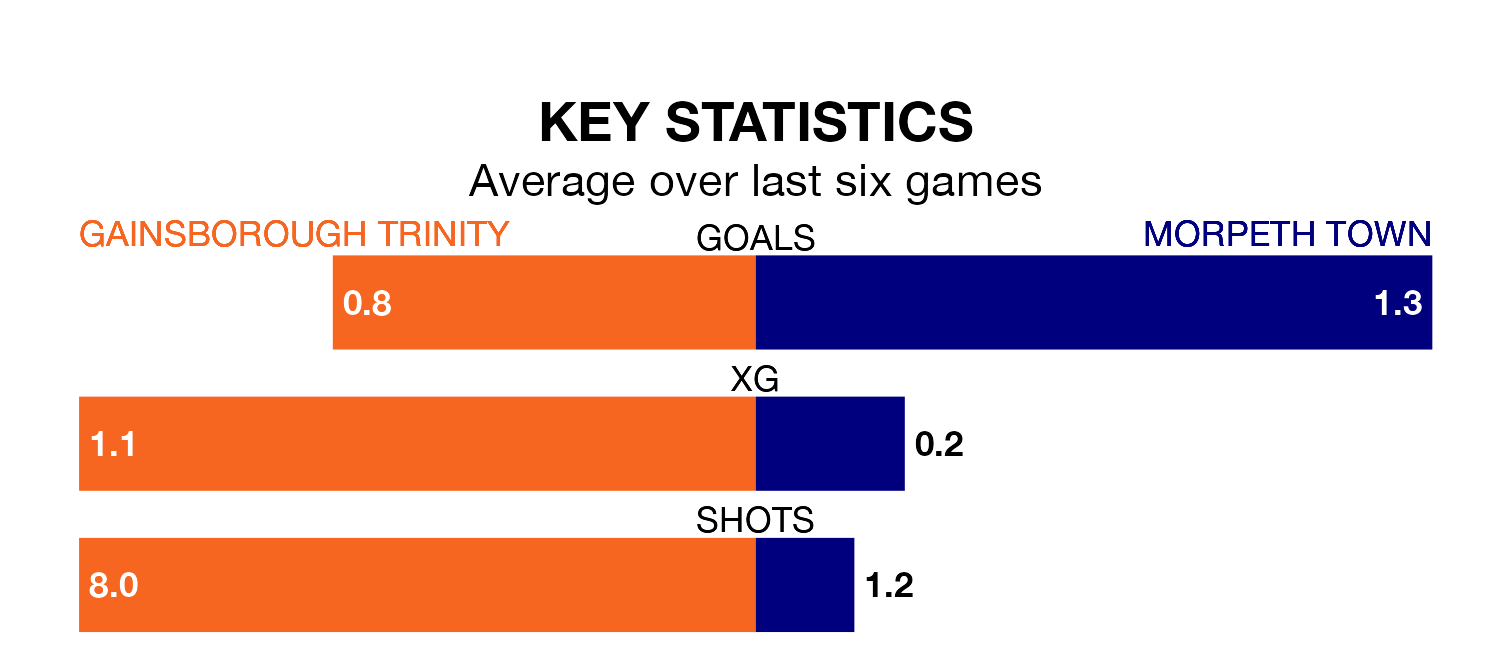 KEY STATISTICS
Average over last six games
GAINSBOROUGH TRINITY
GOALS
MORPETH TOWN
0.8
1.3
XG
1.1
0.2
SHOTS
8.0
1.2